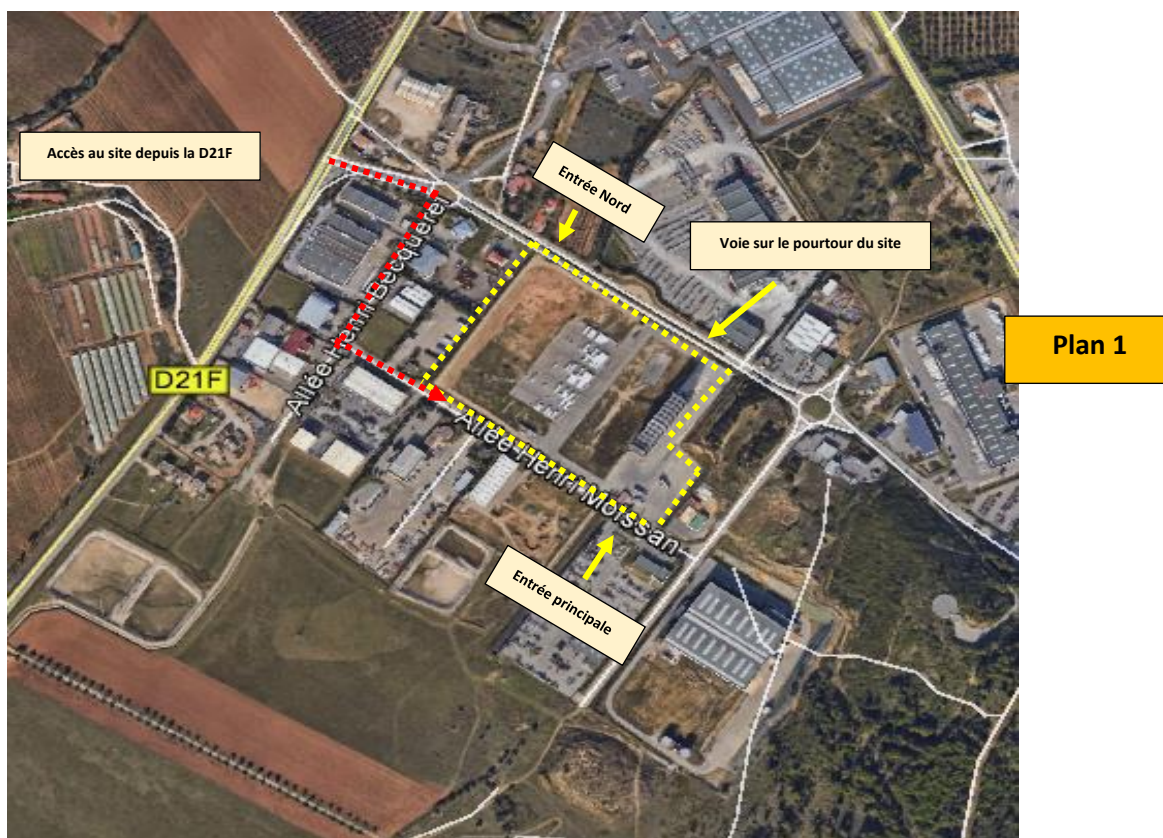 Accès au site depuis la D21F
Entrée Nord
Voie sur le pourtour du site
Plan 1
D21F
Allée Henri Becquerel
Allée Henri Moissan
Entrée principale